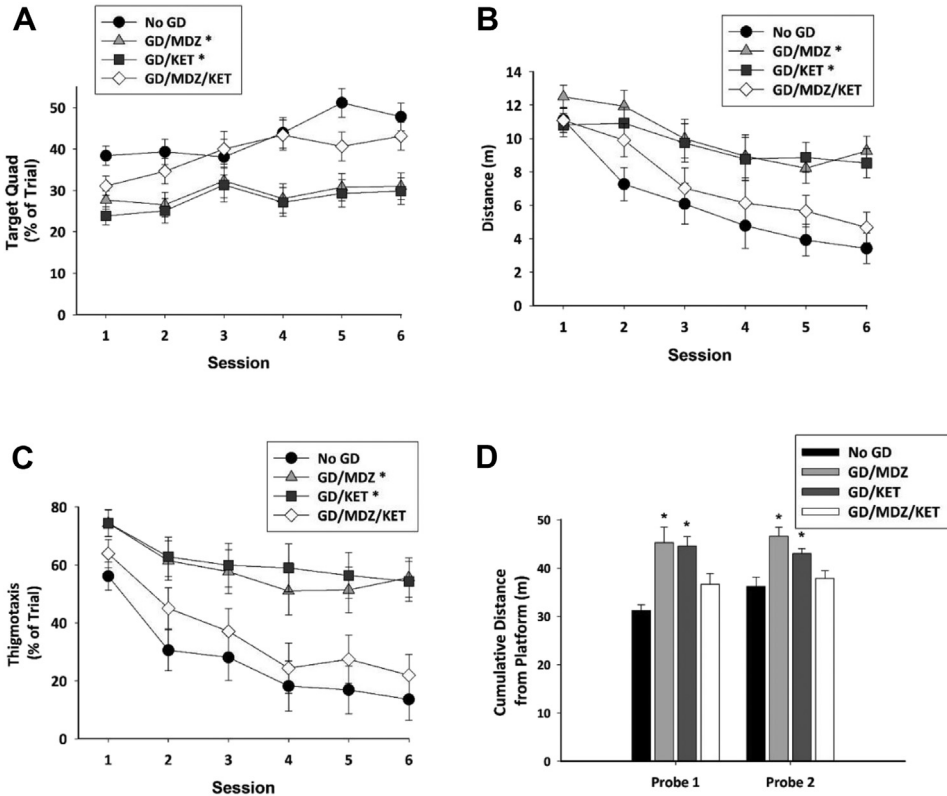 A
No GD
GD/MDZ *
GD/KET *
GD/MDZ/KET
Target Quad
(% of Trial)
50
40
30
20
10
0
1 2 3 4 5 6
Session
B
No GD
GD/MDZ *
GD/KET *
GD/MDZ/KET
Distance (m)
14
12
10
8
6
4
2
0
1 2 3 4 5 6
Session
C
No GD
GD/MDZ *
GD/KET *
GD/MDZ/KET
Thigmotaxis
(% of Trial)
80
60
40
20
0
1 2 3 4 5 6
Session
D
No GD
GD/MDZ
GD/KET
GD/MDZ/KET
Cumulative Distance
from Platform (m)
50
40
30
20
10
0
* * * *
Probe 1 Probe 2